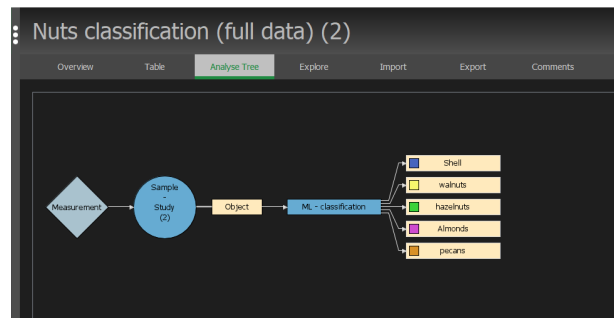 Nuts classification (full data) (2)
Overview Table Analyse Tree Explore Import Export Comments
Measurement
Sample
-
Study
(2)
Object
ML - classification
Shell
walnuts
hazelnuts
Almonds
pecans